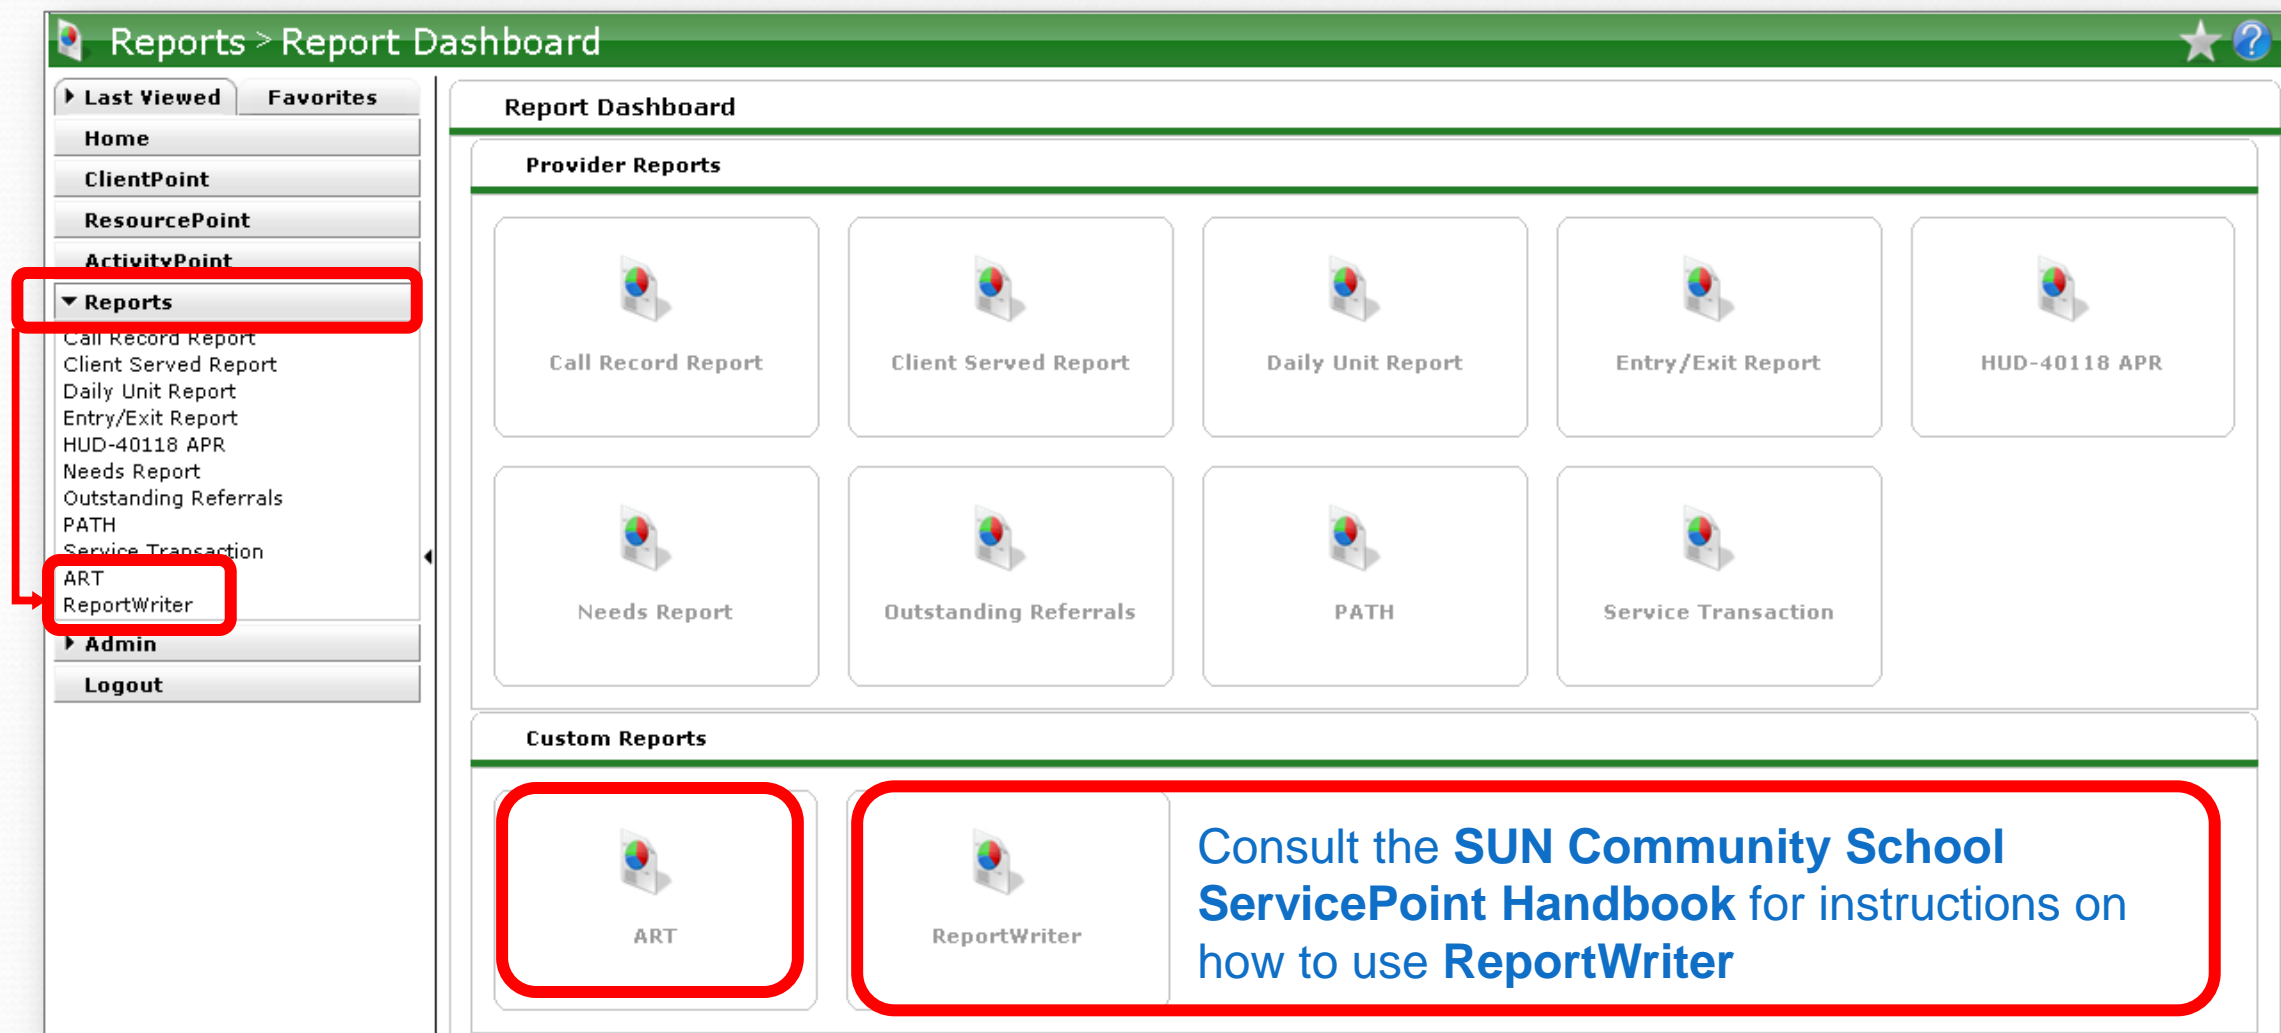 Reports > Report Dashboard
Last Viewed
Favorites
Home
ClientPoint
ResourcePoint
ActivityPoint
Reports
Call Record Report
Client Served Report
Daily Unit Report
Entry/Exit Report
HUD-40118 APR
Needs Report
Outstanding Referrals
PATH
Service Transaction
ART
ReportWriter
Admin
Logout
Report Dashboard
Provider Reports
Call Record Report
Client Served Report
Daily Unit Report
Entry/Exit Report
HUD-40118 APR
Needs Report
Outstanding Referrals
PATH
Service Transaction
Custom Reports
ART
ReportWriter
Consult the SUN Community School
ServicePoint Handbook for instructions on
how to use ReportWriter